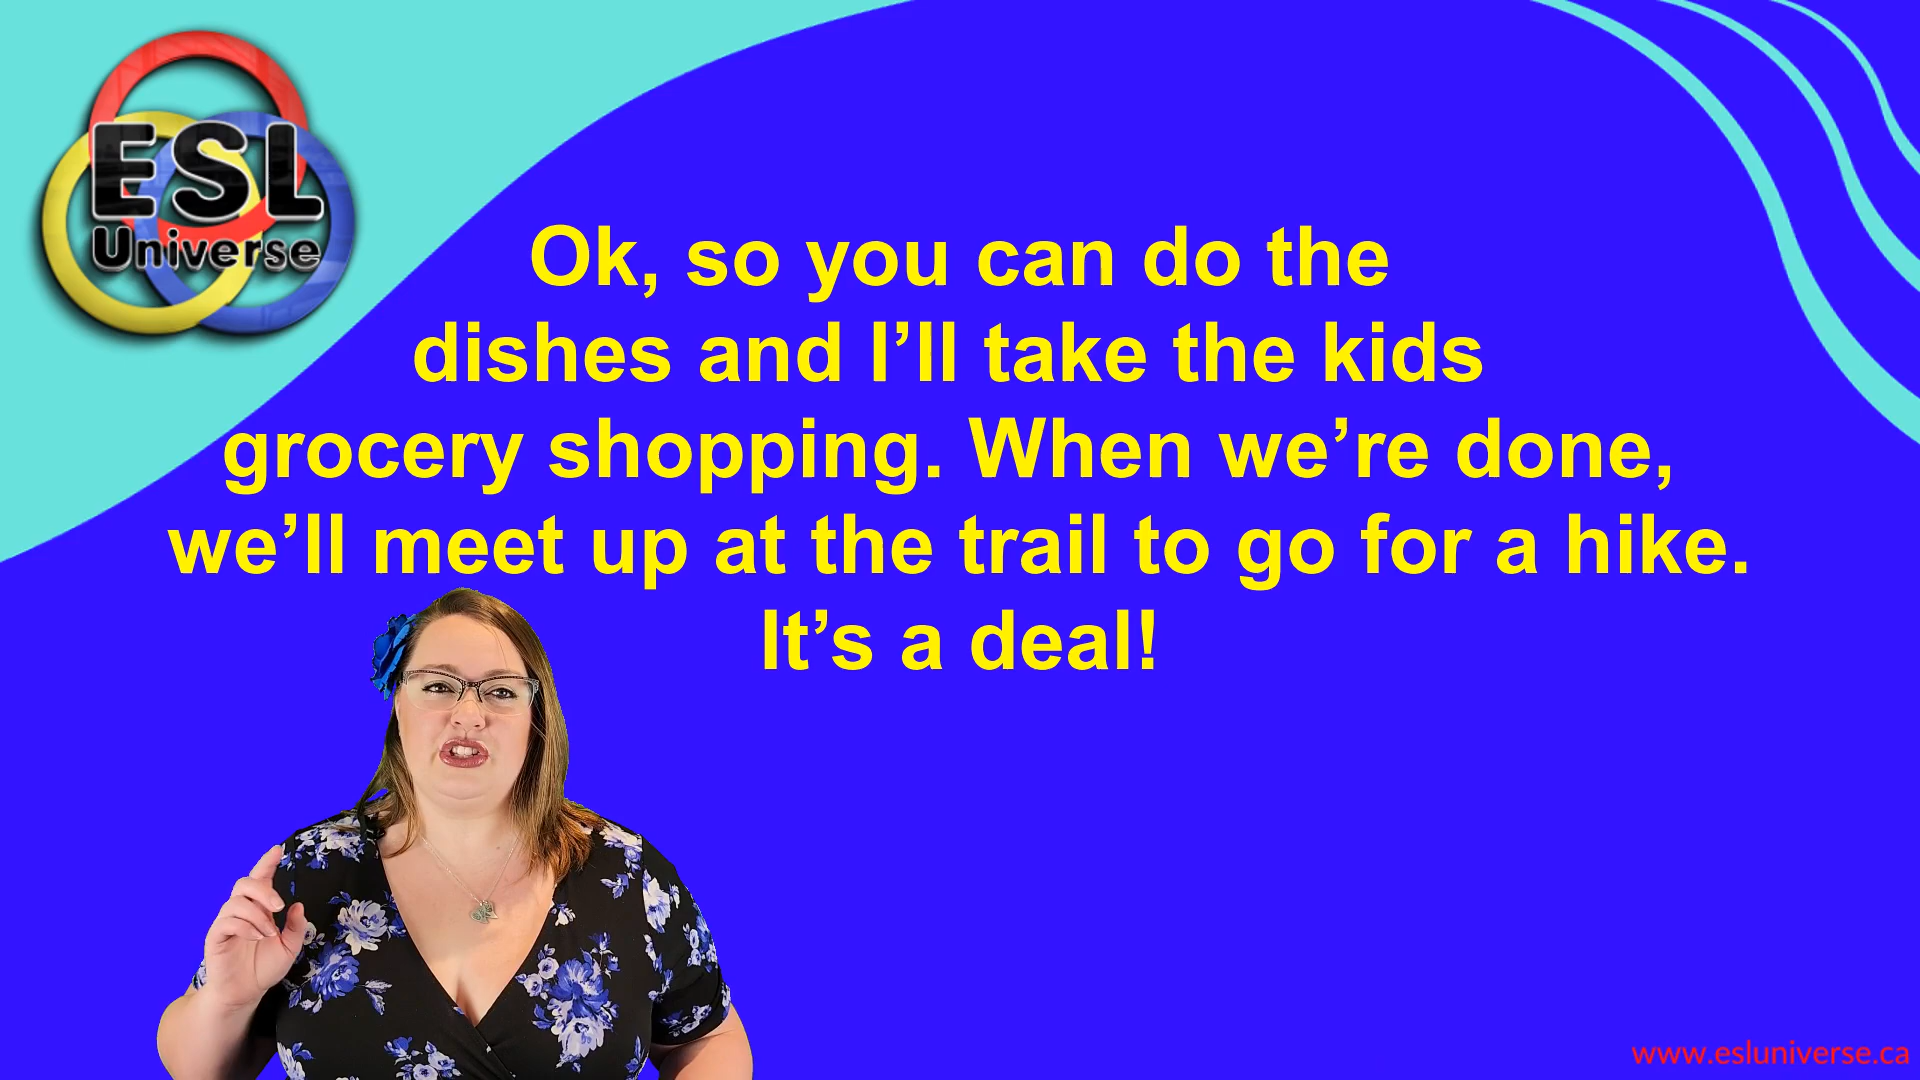 ESL
Universe
Ok, so you can do the
dishes and I’ll take the kids
grocery shopping. When we’re done,
we’ll meet up at the trail to go for a hike.
It’s a deal!
www.esluniverse.ca